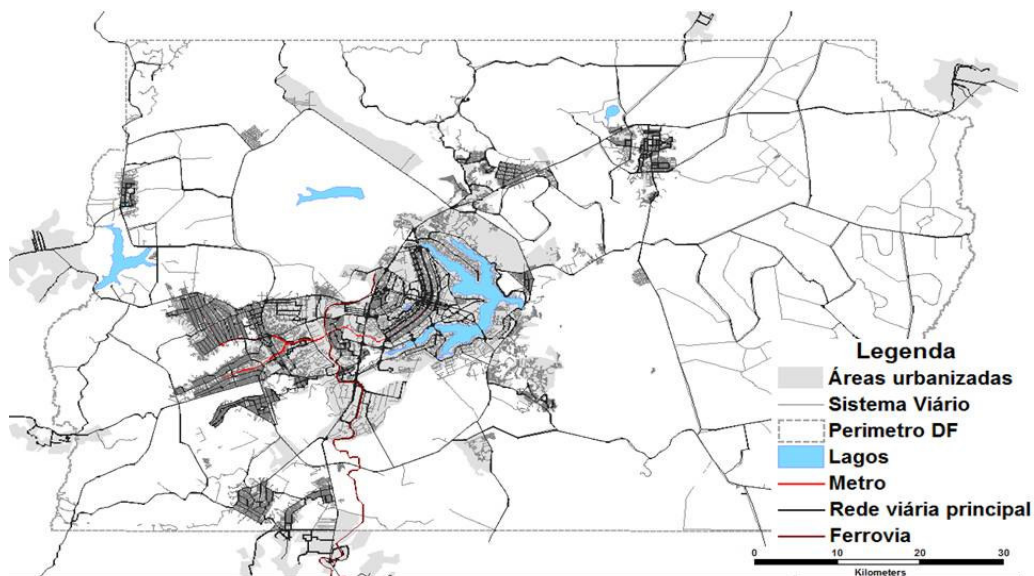 Legenda
Áreas urbanizadas
Sistema Viário
Perimetro DF
Lagos
Metro
Rede viária principal
Ferrovia
0 10 20 30
Kilometers